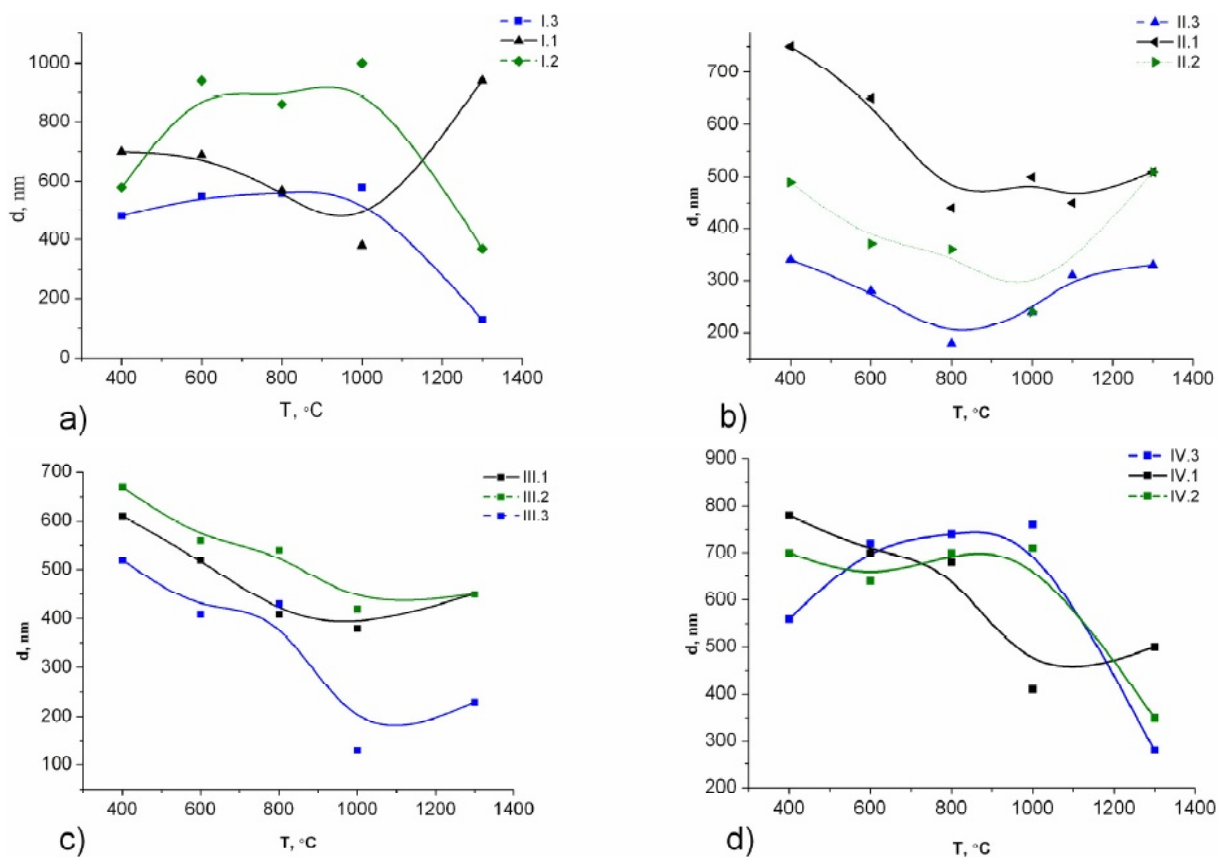 I.3
I.1
I.2
1000
800
600
400
200
0
d, nm
400 600 800 1000 1200 1400
T, °C
a)
II.3
II.1
II.2
700
600
500
400
300
200
d, nm
400 600 800 1000 1200 1400
T, °C
b)
III.1
III.2
III.3
700
600
500
400
300
200
100
d, nm
400 600 800 1000 1200 1400
T, °C
c)
IV.3
IV.1
IV.2
900
800
700
600
500
400
300
200
d, nm
400 600 800 1000 1200 1400
T, °C
d)